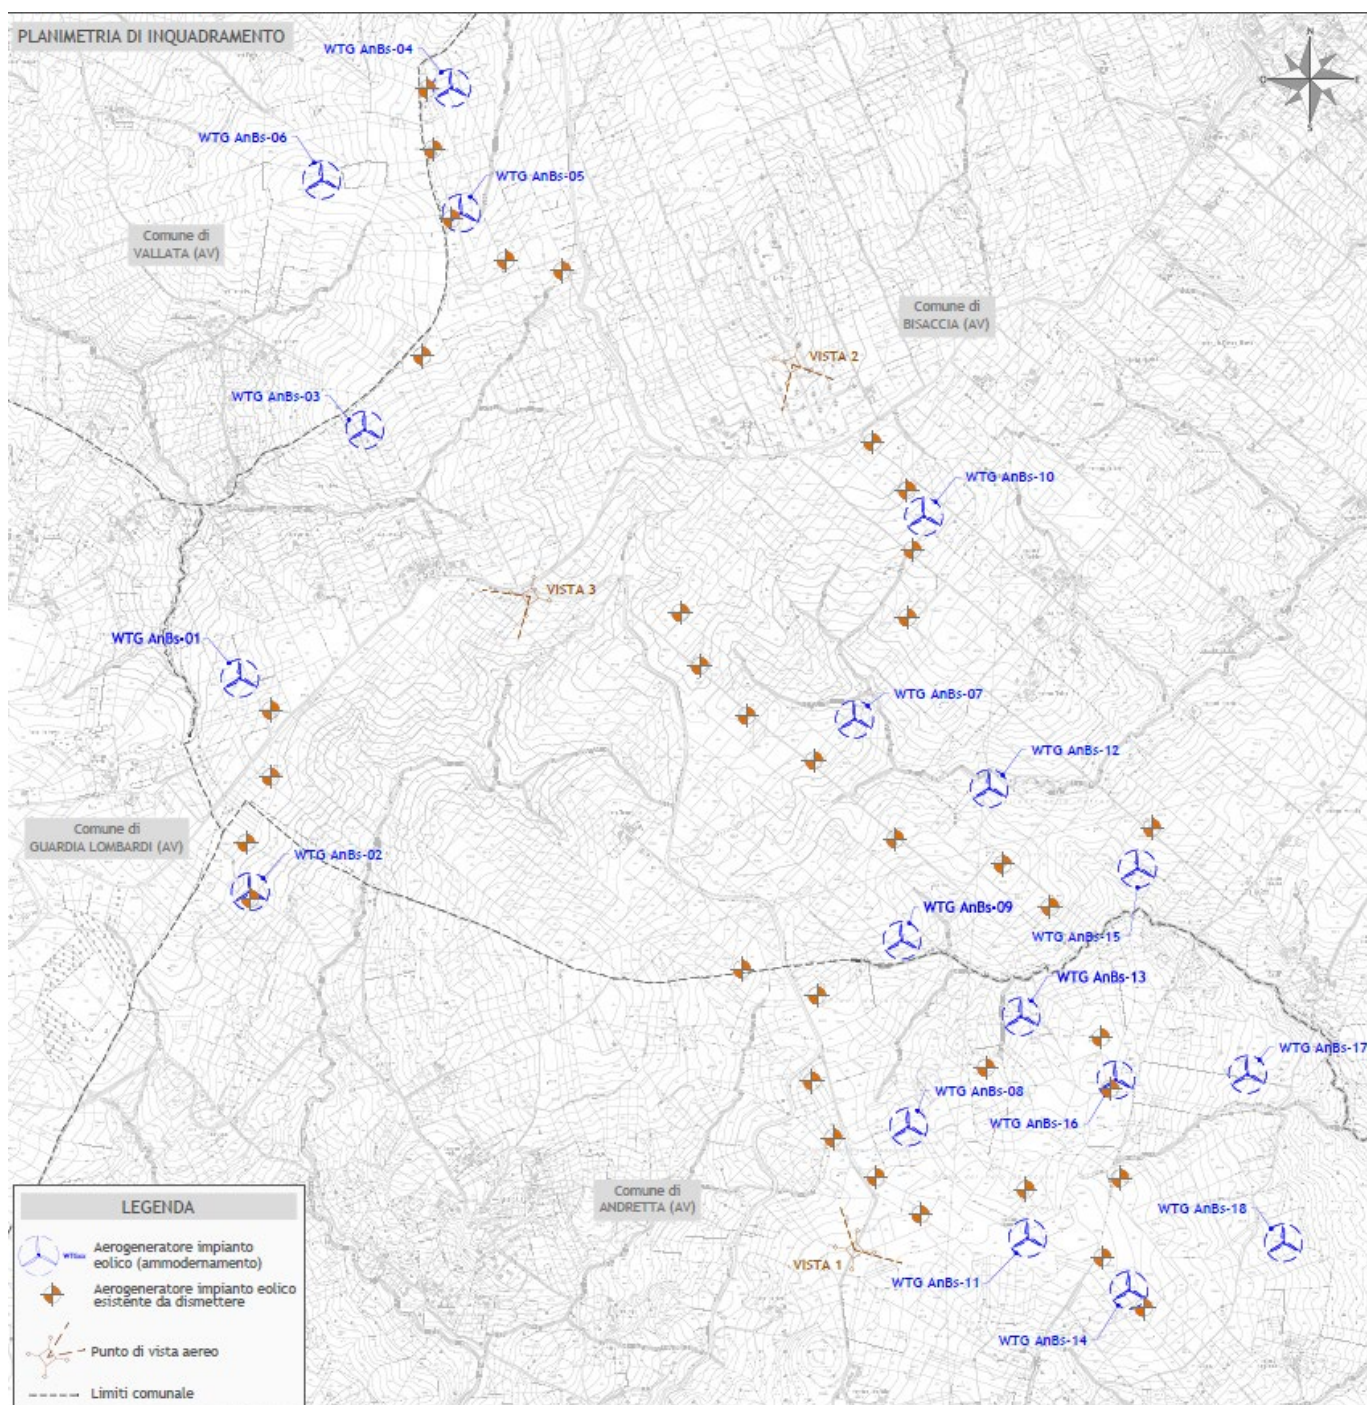 PLANIMETRIA DI INQUADRAMENTO
WTG AnBs-04
N
O
E
S
WTG AnBs-06
WTG AnBs-05
Comune di
VALLATA (AV)
Comune di
BISACCIA (AV)
VISTA 2
WTG AnBs-03
WTG AnBs-10
VISTA 3
WTG AnBs-01
WTG AnBs-07
WTG AnBs-12
Comune di
GUARDIA LOMBARDI (AV)
WTG AnBs-02
WTG AnBs-09
WTG AnBs-15
WTG AnBs-13
WTG AnBs-17
WTG AnBs-08
WTG AnBs-16
Comune di
ANDRETTA (AV)
WTG AnBs-18
VISTA 1
WTG AnBs-11
WTG AnBs-14
LEGENDA
Aerogeneratore impianto
eolico (ammodernamento)
Aerogeneratore impianto eolico
esistente da dismettere
Punto di vista aereo
Limiti comunale